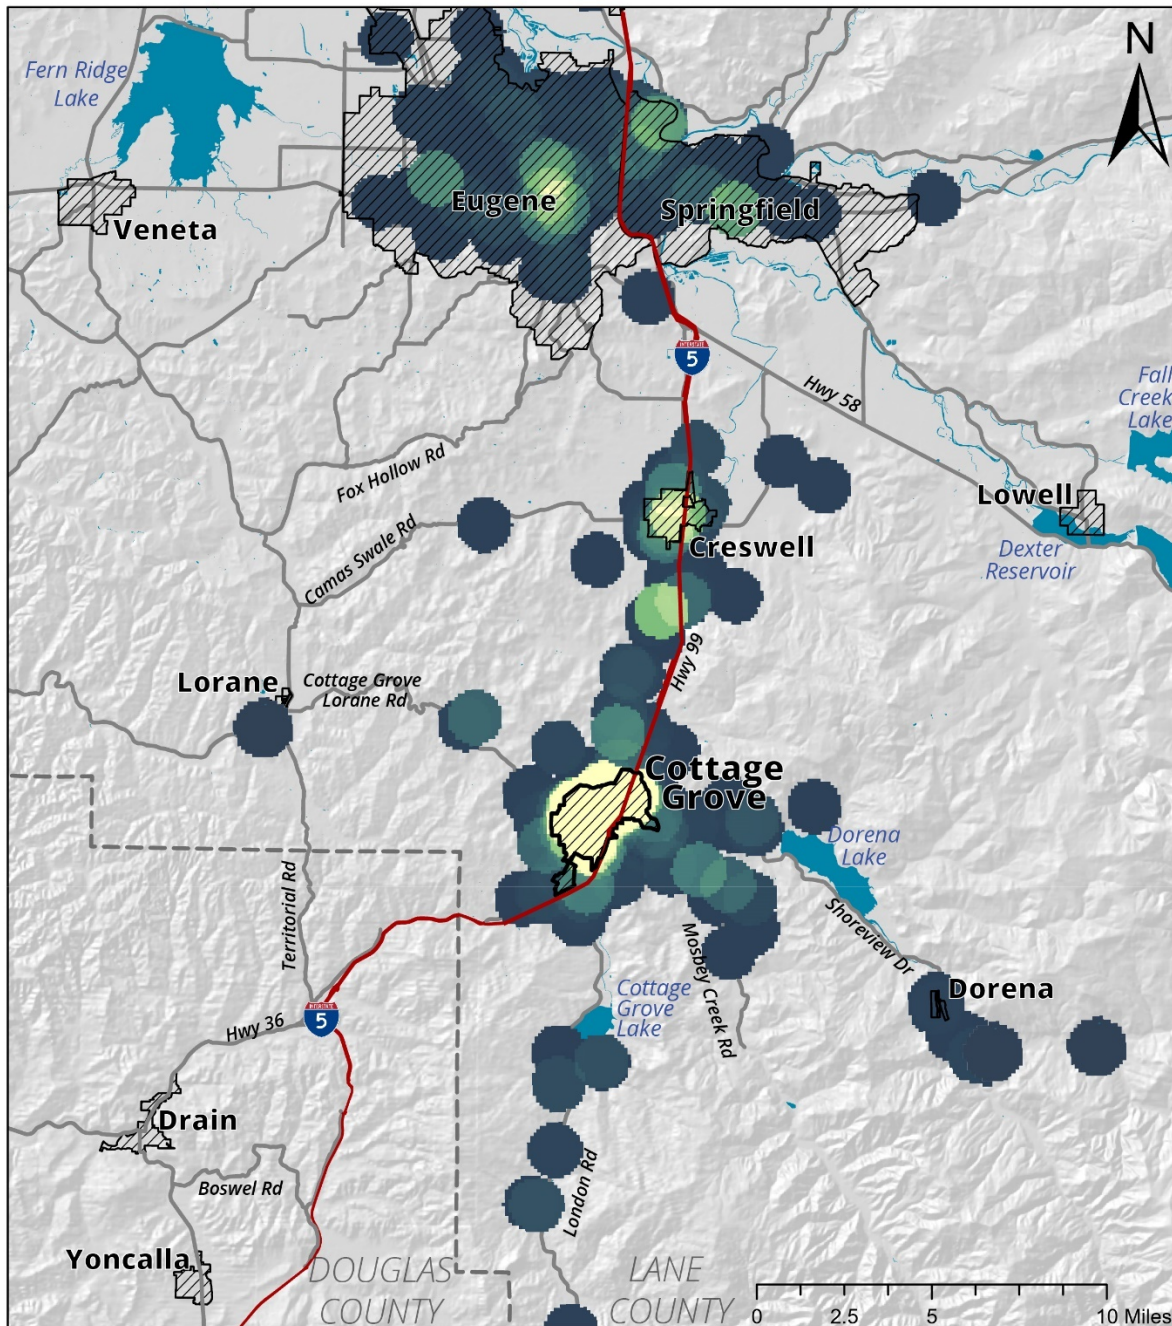 N
Fern Ridge
Lake
Veneta
Eugene
Springfield
INTERSTATE
5
Hwy 58
Fall
Creek
Lake
Fox Hollow Rd
Lowell
Camas Swale Rd
Creswell
Dexter
Reservoir
Hwy 99
Lorane
Cottage Grove
Lorane Rd
Cottage
Grove
Dorena
Lake
Territorial Rd
Shoreview Dr
Mosbey Creek Rd
Dorena
Cottage
Grove
Lake
INTERSTATE
5
Hwy 36
Drain
Boswel Rd
London Rd
Yoncalla
DOUGLAS
COUNTY
LANE
COUNTY
0 2.5 5 10 Miles